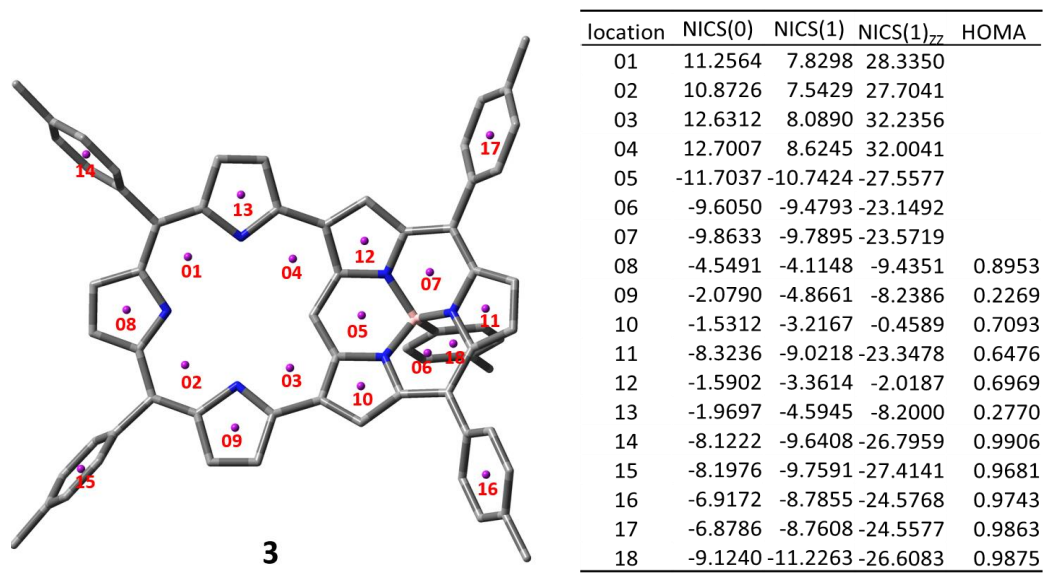 location NICS(0) NICS(1) NICS(1)zz HOMA
01 11.2564 7.8298 28.3350
02 10.8726 7.5429 27.7041
03 12.6312 8.0890 32.2356
04 12.7007 8.6245 32.0041
05 -11.7037 -10.7424 -27.5577
06 -9.6050 -9.4793 -23.1492
07 -9.8633 -9.7895 -23.5719
08 -4.5491 -4.1148 -9.4351 0.8953
09 -2.0790 -4.8661 -8.2386 0.2269
10 -1.5312 -3.2167 -0.4589 0.7093
11 -8.3236 -9.0218 -23.3478 0.6476
12 -1.5902 -3.3614 -2.0187 0.6969
13 -1.9697 -4.5945 -8.2000 0.2770
14 -8.1222 -9.6408 -26.7959 0.9906
15 -8.1976 -9.7591 -27.4141 0.9681
16 -6.9172 -8.7855 -24.5768 0.9743
17 -6.8786 -8.7608 -24.5577 0.9863
18 -9.1240 -11.2263 -26.6083 0.9875
17
14
13
12
01
04
07
08
05
11
18
06
02
03
10
09
15
16
3